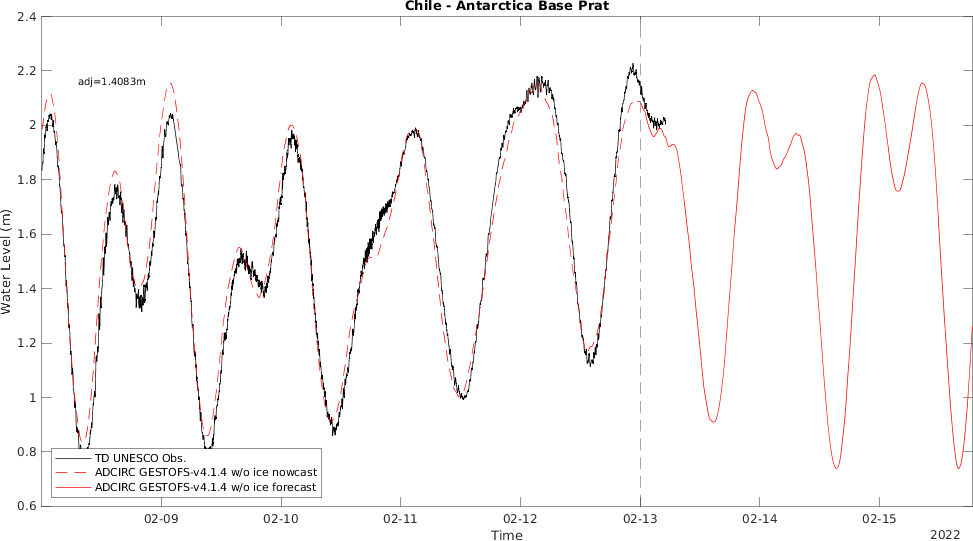 Chile - Antarctica Base Prat
2.4
2.2
adj=1.4083m
2
1.8
1.6
Water Level (m)
1.4
1.2
1
0.8
TD UNESCO Obs.
ADCIRC GESTOFS-v4.1.4 w/o ice nowcast
ADCIRC GESTOFS-v4.1.4 w/o ice forecast
0.6
02-09 02-10 02-11 02-12 02-13 02-14 02-15
Time
2022